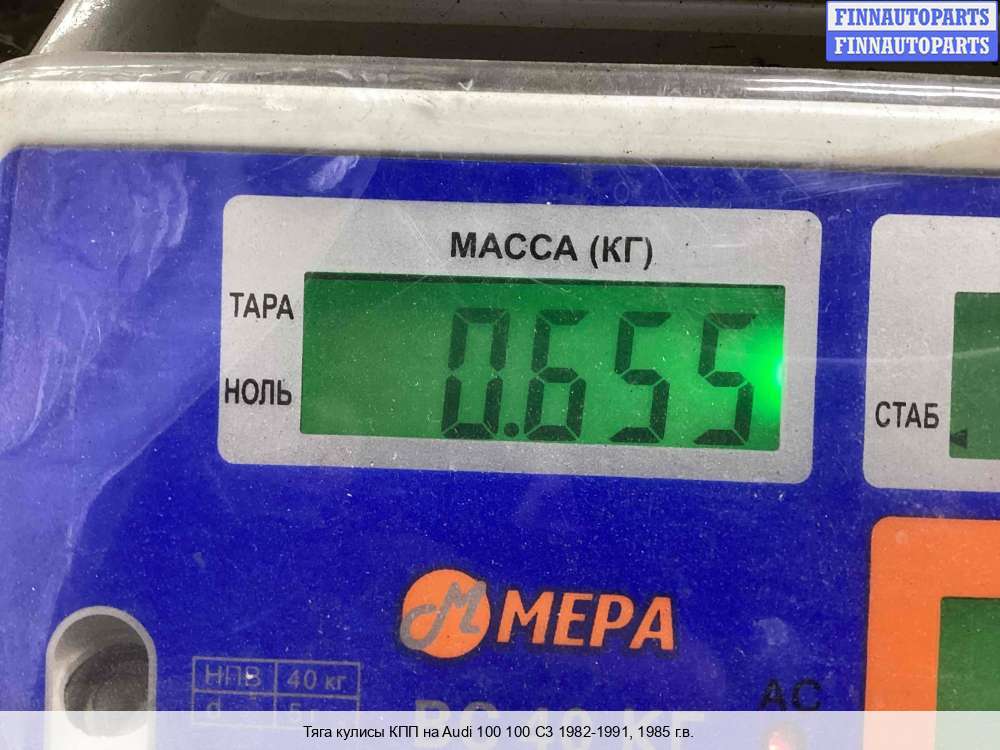 FINNAUTOPARTS
FINNAUTOPARTS
МАССА (КГ)
ТАРА
0.655
НОЛЬ
СТАБ
МЕРА
НПВ 40 кг
d
АС
Тяга кулисы КПП на Audi 100 100 C3 1982-1991, 1985 г.в.